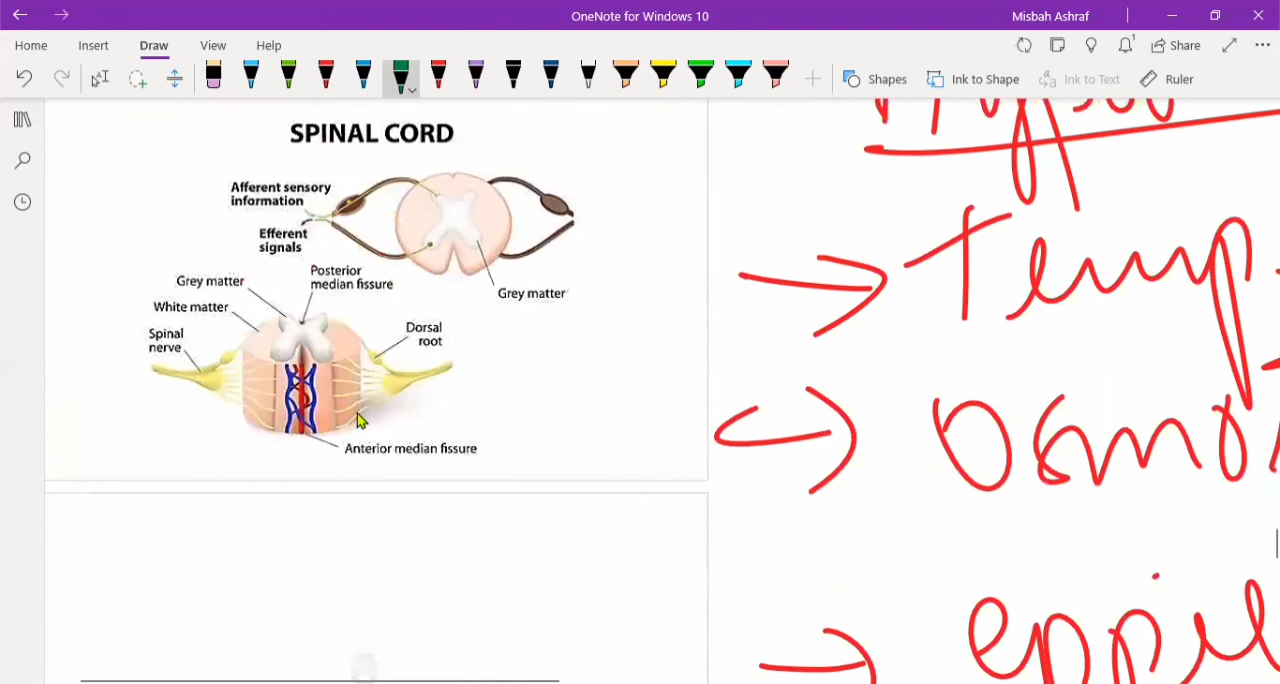 OneNote for Windows 10
Misbah Ashraf
Home Insert Draw View Help
1
Share
Shapes
Ink to Shape
Ink to Text
Ruler
SPINAL CORD
Afferent sensory
information
Efferent
signals
Grey matter
Posterior
median fissure
Grey matter
White matter
Spinal
nerve
Dorsal
root
Anterior median fissure
Temp
Osmo